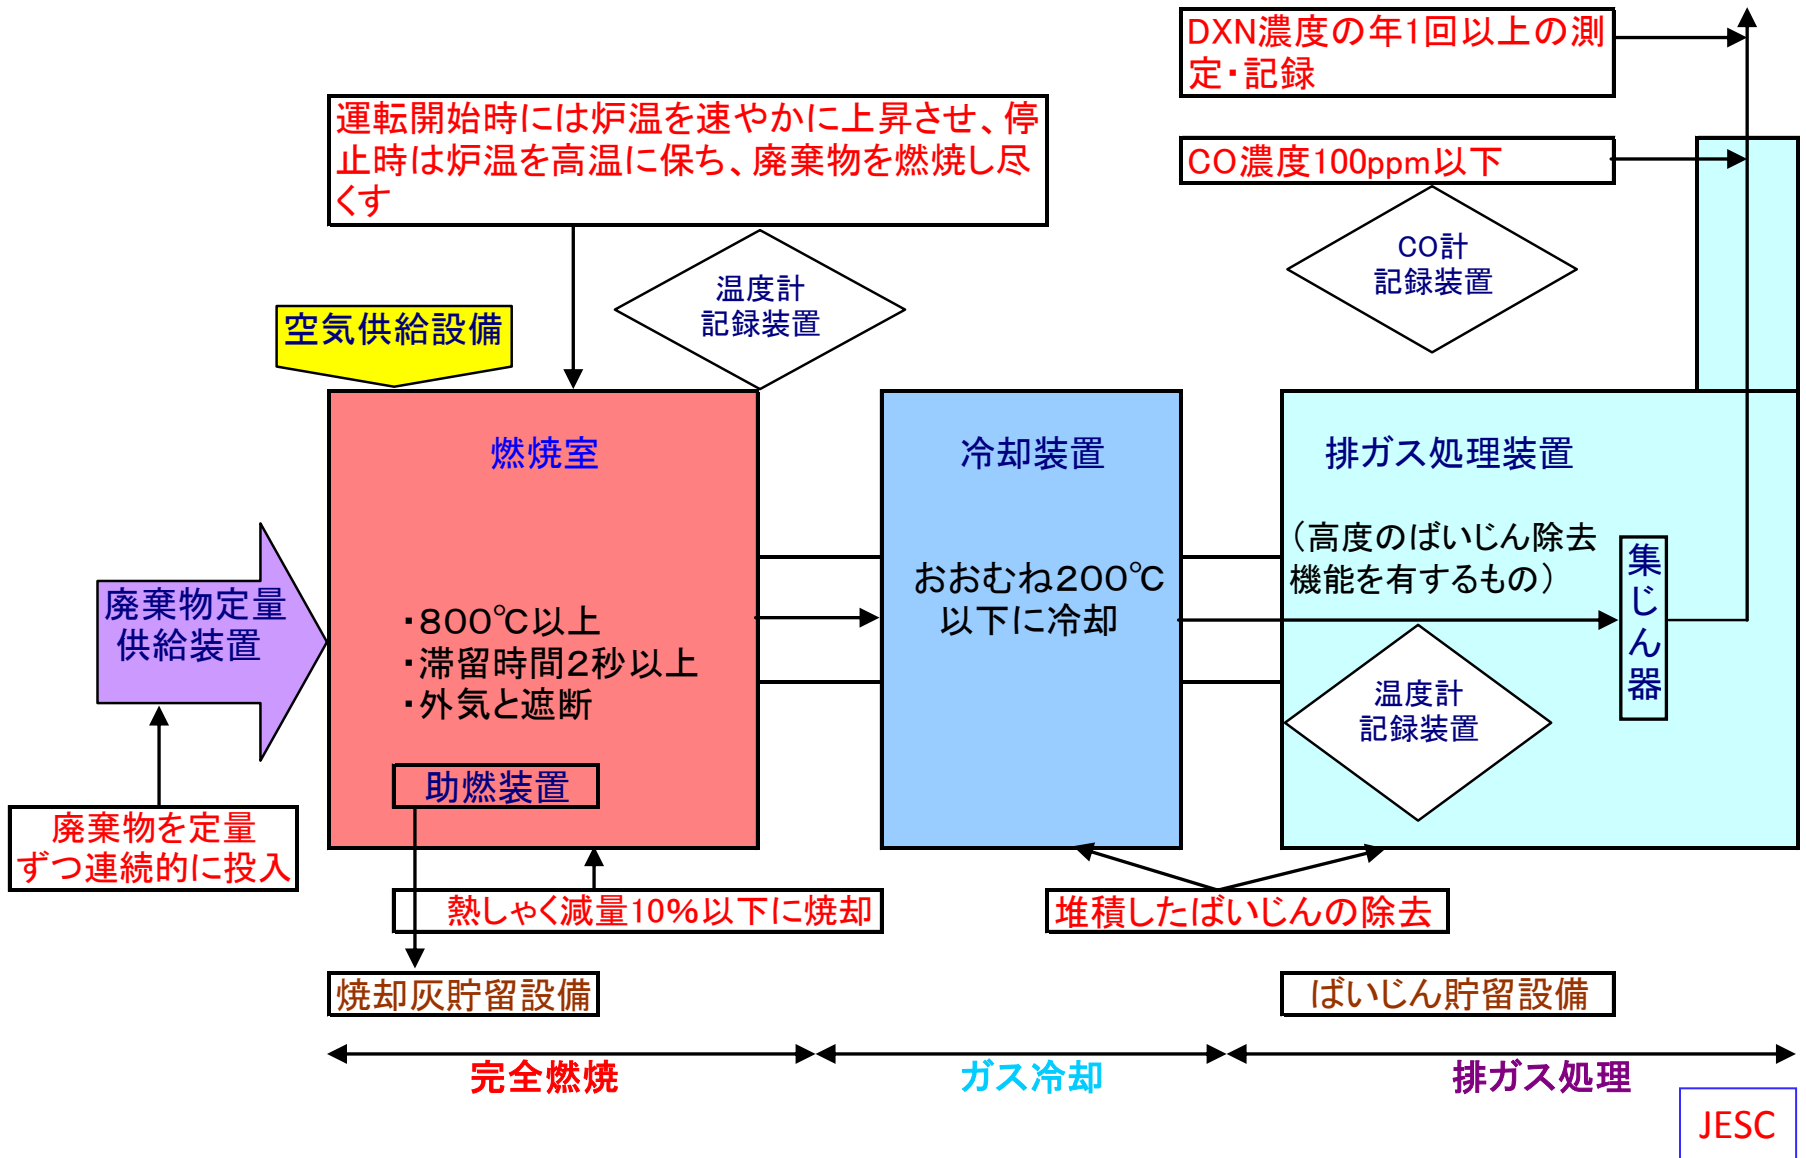 DXN濃度の年1回以上の測
定・記録
運転開始時には炉温を速やかに上昇させ、停
止時は炉温を高温に保ち、廃棄物を燃焼し尽
くす
CO濃度100ppm以下
CO計
記録装置
温度計
記録装置
空気供給設備
燃焼室
冷却装置
排ガス処理装置
（高度のばいじん除去
機能を有するもの）
集じん器
おおむね200℃
以下に冷却
廃棄物定量
供給装置
・800℃以上
・滞留時間2秒以上
・外気と遮断
温度計
記録装置
助燃装置
廃棄物を定量
ずつ連続的に投入
熱しゃく減量10%以下に焼却
堆積したばいじんの除去
焼却灰貯留設備
ばいじん貯留設備
完全燃焼
ガス冷却
排ガス処理
JESC